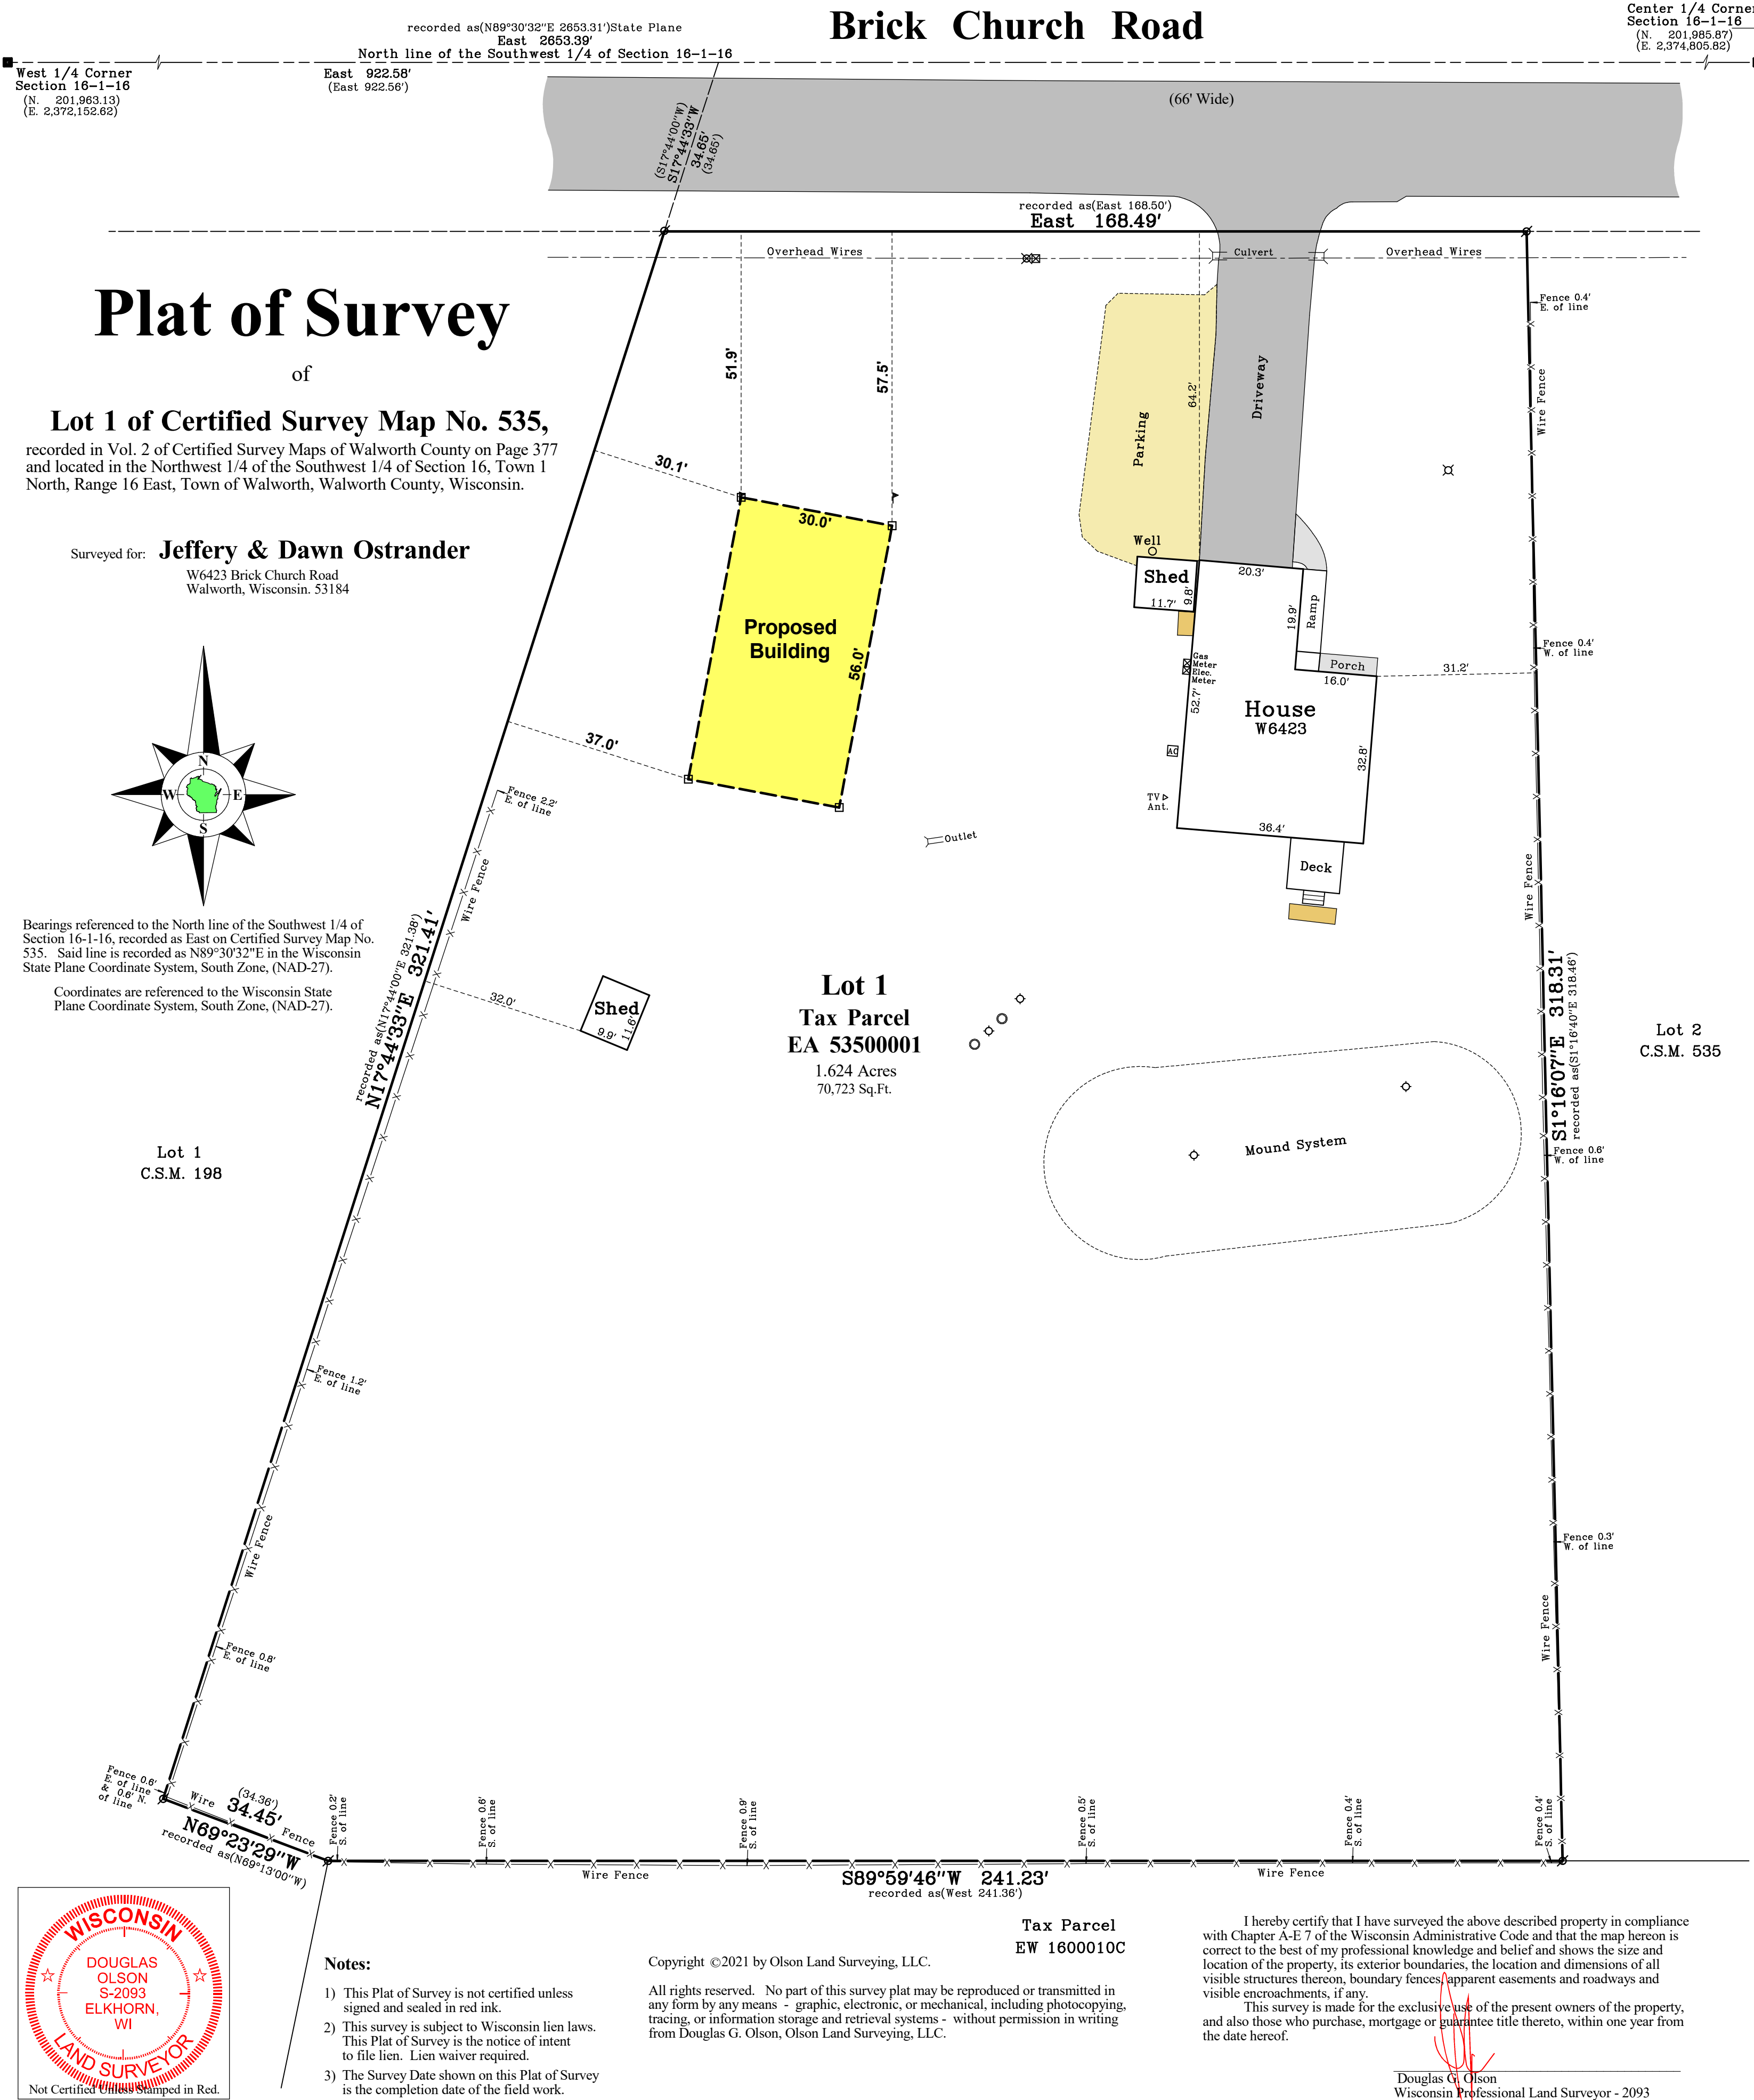 Brick Church Road
recorded as(N89°30'32"E 2653.31')State Plane
East 2653.39'
North line of the Southwest 1/4 of Section 16-1-16
Center 1/4 Corner
Section 16-1-16
(N. 201,985.87)
(E. 2,374,805.82)
West 1/4 Corner
Section 16-1-16
(N. 201,963.13)
(E. 2,372,152.62)
East 922.58'
(East 922.56')
(66' Wide)
(S17°44'00"W)
S17°44'33"W
34.65'
(34.65')
recorded as(East 168.50')
East 168.49'
Overhead Wires
Culvert
Overhead Wires
Plat of Survey
of
Lot 1 of Certified Survey Map No. 535,
recorded in Vol. 2 of Certified Survey Maps of Walworth County on Page 377
and located in the Northwest 1/4 of the Southwest 1/4 of Section 16, Town 1
North, Range 16 East, Town of Walworth, Walworth County, Wisconsin.
Surveyed for: Jeffery & Dawn Ostrander
W6423 Brick Church Road
Walworth, Wisconsin. 53184
Fence 0.4'
E. of line
51.9'
57.5'
64.2'
Driveway
Parking
Wire Fence
30.1'
30.0'
Proposed
Building
56.0'
37.0'
Well
Shed
11.7'
9.8'
20.3'
19.9'
Ramp
Porch
16.0'
31.2'
Fence 0.4'
W. of line
Gas
Meter
Elec.
Meter
52.7'
House
W6423
32.8'
AC
TV
Ant.
36.4'
Deck
Outlet
N
W
E
S
Fence 2.2'
E. of line
Wire Fence
Wire Fence
Bearings referenced to the North line of the Southwest 1/4 of
Section 16-1-16, recorded as East on Certified Survey Map No.
535. Said line is recorded as N89°30'32"E in the Wisconsin
State Plane Coordinate System, South Zone, (NAD-27).
Coordinates are referenced to the Wisconsin State
Plane Coordinate System, South Zone, (NAD-27).
recorded as(N17°44'00"E 321.38')
N17°44'33"E 321.41'
32.0'
Shed
9.9'
11.6'
Lot 1
Tax Parcel
EA 53500001
1.624 Acres
70,723 Sq.Ft.
S1°16'07"E 318.31'
recorded as(S1°16'40"E 318.46')
Lot 2
C.S.M. 535
Mound System
Fence 0.6'
W. of line
Lot 1
C.S.M. 198
Fence 1.2'
E. of line
Wire Fence
Fence 0.3'
W. of line
Wire Fence
Fence 0.8'
E. of line
Fence 0.6'
E. of line
& 0.6' N.
of line
Wire Fence
(34.36')
34.45'
N69°23'29"W
recorded as(N69°13'00"W)
Fence 0.2'
S. of line
Fence 0.6'
S. of line
Fence 0.9'
S. of line
Fence 0.5'
S. of line
Fence 0.4'
S. of line
Fence 0.4'
S. of line
Wire Fence
S89°59'46"W 241.23'
recorded as(West 241.36')
Wire Fence
Tax Parcel
EW 1600010C
WISCONSIN
DOUGLAS
OLSON
S-2093
ELKHORN,
WI
LAND SURVEYOR
Not Certified Unless Stamped in Red.
Notes:
1) This Plat of Survey is not certified unless
signed and sealed in red ink.
2) This survey is subject to Wisconsin lien laws.
This Plat of Survey is the notice of intent
to file lien. Lien waiver required.
3) The Survey Date shown on this Plat of Survey
is the completion date of the field work.
Copyright ©2021 by Olson Land Surveying, LLC.
All rights reserved. No part of this survey plat may be reproduced or transmitted in
any form by any means - graphic, electronic, or mechanical, including photocopying,
tracing, or information storage and retrieval systems - without permission in writing
from Douglas G. Olson, Olson Land Surveying, LLC.
I hereby certify that I have surveyed the above described property in compliance
with Chapter A-E 7 of the Wisconsin Administrative Code and that the map hereon is
correct to the best of my professional knowledge and belief and shows the size and
location of the property, its exterior boundaries, the location and dimensions of all
visible structures thereon, boundary fences, apparent easements and roadways and
visible encroachments, if any.
This survey is made for the exclusive use of the present owners of the property,
and also those who purchase, mortgage or guarantee title thereto, within one year from
the date hereof.
Douglas G. Olson
Wisconsin Professional Land Surveyor - 2093